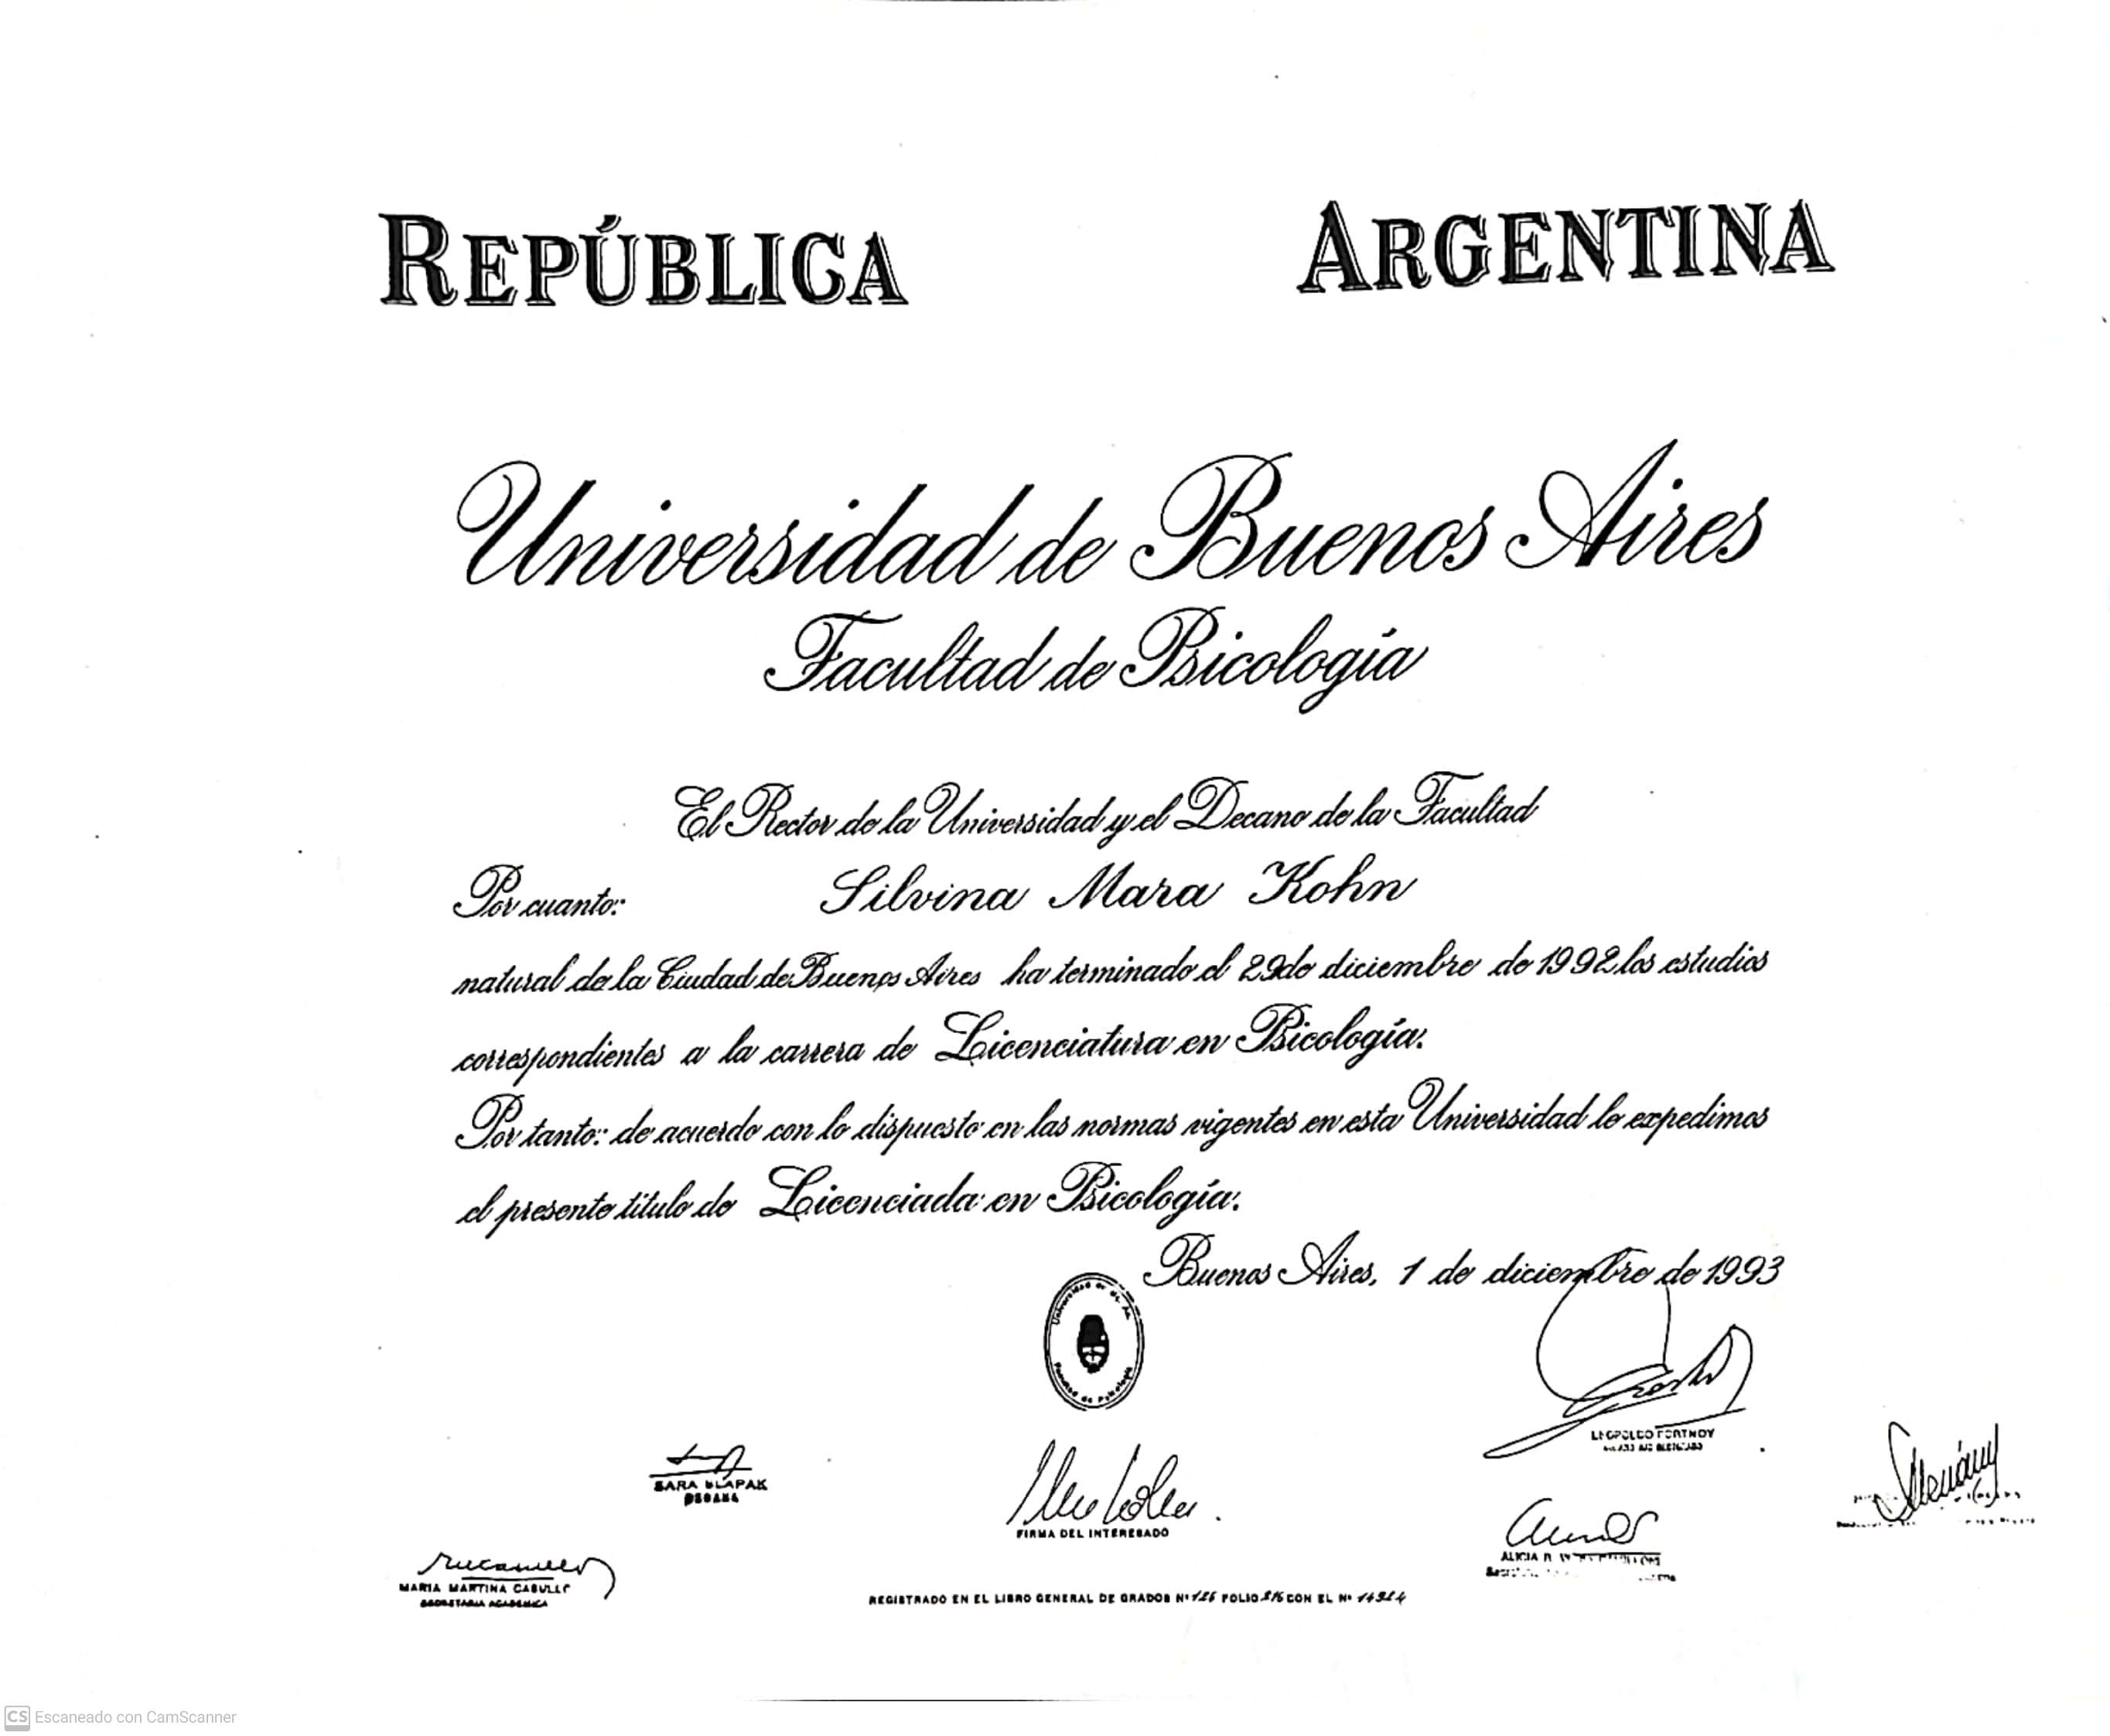 REPÚBLICA ARGENTINA
Universidad de Buenos Aires
Facultad de Psicología
El Rector de la Universidad y el Decano de la Facultad
Por cuanto: Silvina Mara Kohn
natural de la Ciudad de Buenos Aires ha terminado el 29 de diciembre de 1992 los estudios
correspondientes a la carrera de Licenciatura en Psicología.
Por tanto: de acuerdo con lo dispuesto en las normas vigentes en esta Universidad le expedimos
el presente título de Licenciada en Psicología.
Buenos Aires, 1 de diciembre de 1993
Universidad de Bs. As.
Facultad de Psicología
LEOPOLDO PORTNOY
SARA SLAPAK
DECANA
FIRMA DEL INTERESADO
ALICIA R.
MARIA MARTINA CASULLO
SECRETARIA ACADEMICA
REGISTRADO EN EL LIBRO GENERAL DE GRADOS Nº 126 FOLIO 216 CON EL Nº
CS Escaneado con CamScanner